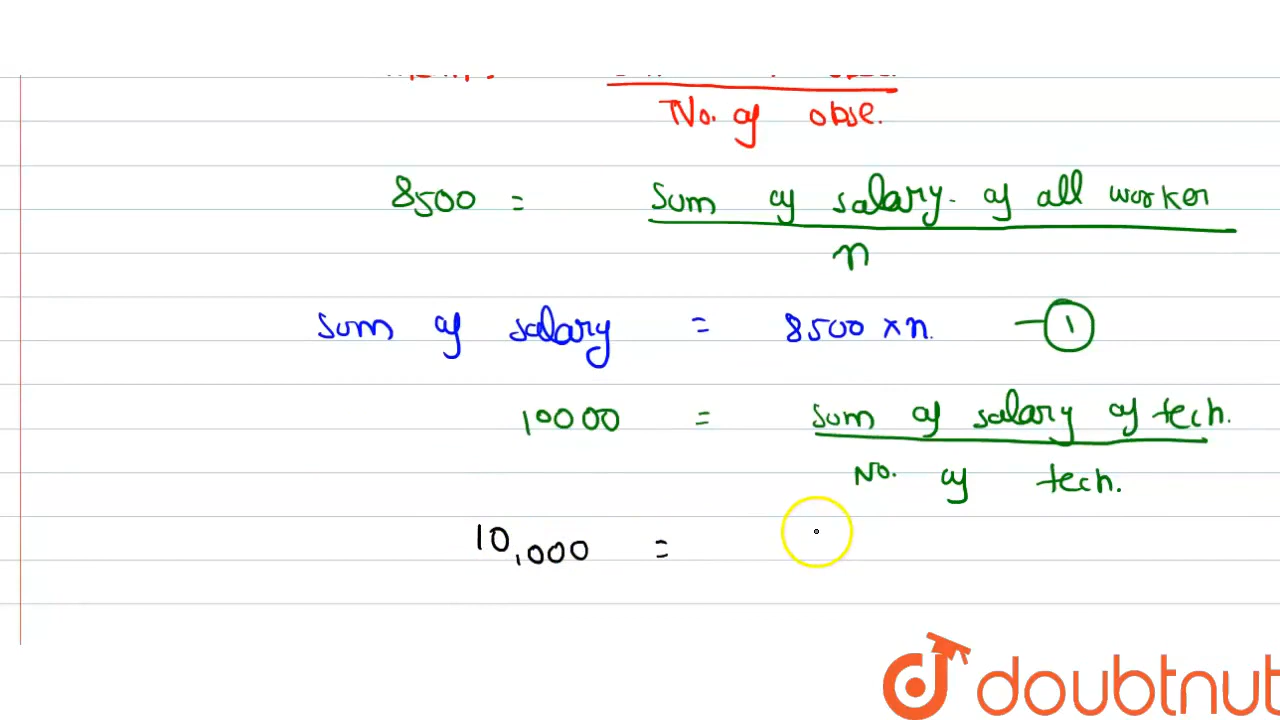 No. of obse.
8500 = Sum of salary. of all worker
n
Sum of salary = 8500 × n. - 1
10000 = Sum of salary of tech.
No. of tech.
10,000 =
doubtnut